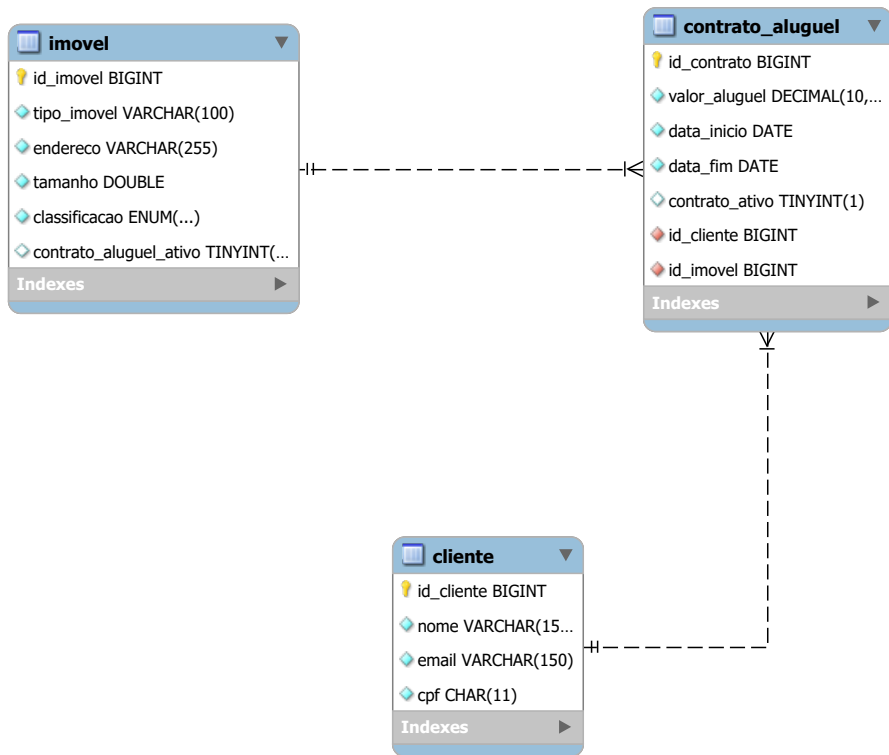 imovel
id_imovel BIGINT
tipo_imovel VARCHAR(100)
endereco VARCHAR(255)
tamanho DOUBLE
classificacao ENUM(...)
contrato_aluguel_ativo TINYINT(...
Indexes
contrato_aluguel
id_contrato BIGINT
valor_aluguel DECIMAL(10,...
data_inicio DATE
data_fim DATE
contrato_ativo TINYINT(1)
id_cliente BIGINT
id_imovel BIGINT
Indexes
cliente
id_cliente BIGINT
nome VARCHAR(15...
email VARCHAR(150)
cpf CHAR(11)
Indexes